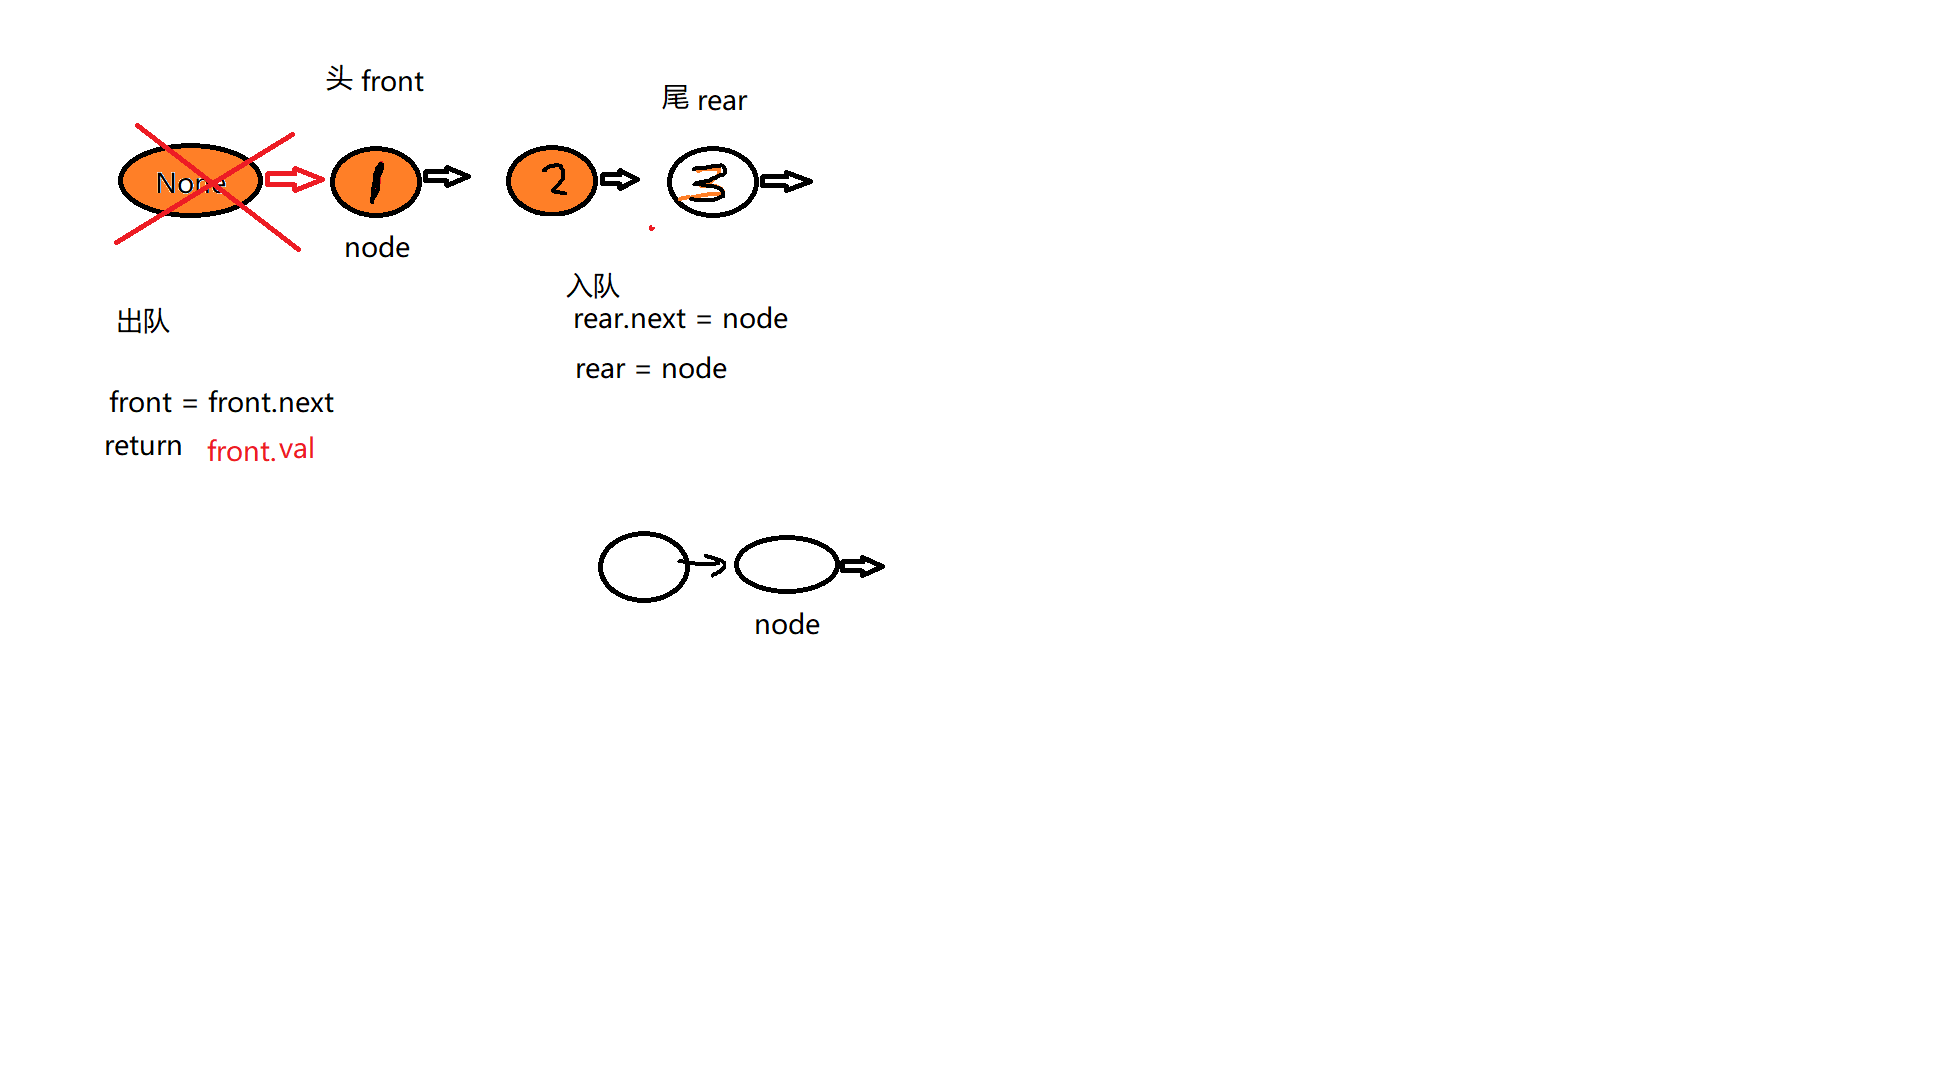 头 front
尾 rear
None
1
2
3
node
入队
出队
rear.next = node
rear = node
front = front.next
return front.val
node